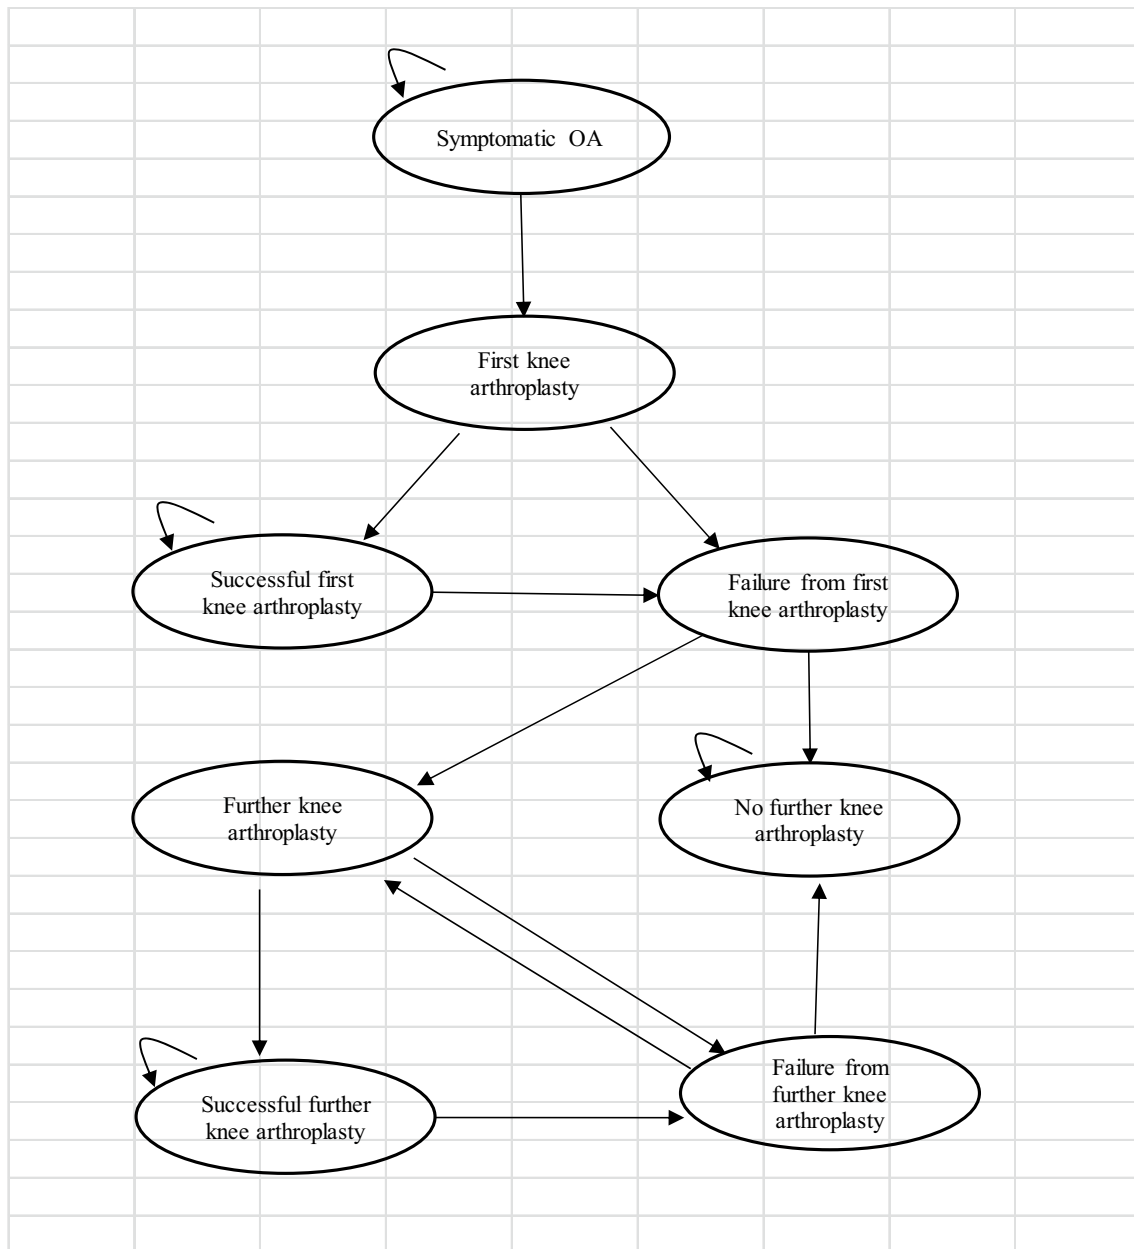 Symptomatic OA
First knee
arthroplasty
Successful first
knee arthroplasty
Failure from first
knee arthroplasty
Further knee
arthroplasty
No further knee
arthroplasty
Successful further
knee arthroplasty
Failure from
further knee
arthroplasty